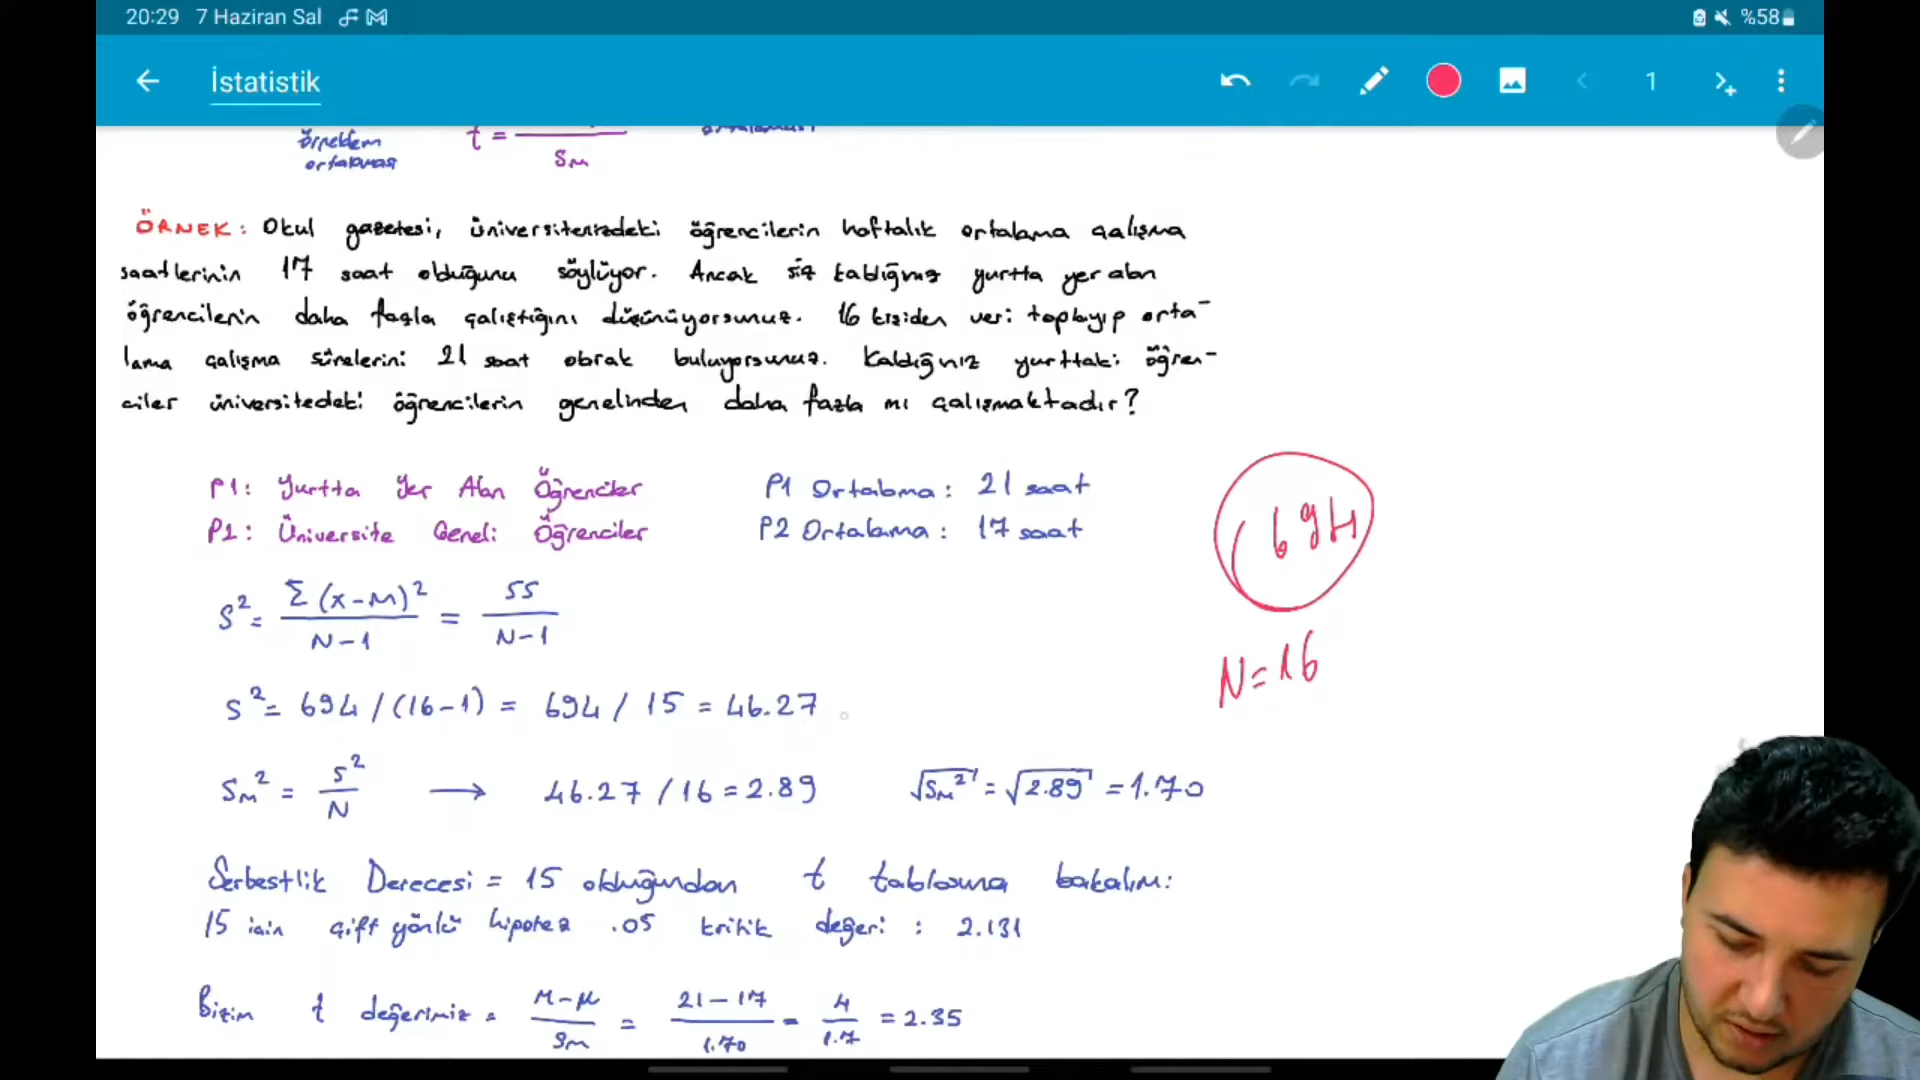 20:29 7 Haziran Sal %58
İstatistik 1
örneklem ortalaması t = SM
ÖRNEK: Okul gazetesi, üniversitenizdeki öğrencilerin haftalık ortalama çalışma
saatlerinin 17 saat olduğunu söylüyor. Ancak siz kaldığınız yurtta yer alan
öğrencilerin daha fazla çalıştığını düşünüyorsunuz. 16 kişiden veri toplayıp orta-
lama çalışma sürelerini 21 saat olarak buluyorsunuz. Kaldığınız yurttaki öğren-
ciler üniversitedeki öğrencilerin genelinden daha fazla mı çalışmaktadır?
P1: Yurtta Yer Alan Öğrenciler P1 Ortalama: 21 saat
P2: Üniversite Geneli Öğrenciler P2 Ortalama: 17 saat
694
S² = Σ(x-M)² / N-1 = SS / N-1
N=16
S² = 694 / (16-1) = 694 / 15 = 46.27
SM² = S² / N → 46.27 / 16 = 2.89 √SM² = √2.89 = 1.70
Serbestlik Derecesi = 15 olduğundan t tablosuna bakalım:
15 için çift yönlü hipotez .05 kritik değeri : 2.131
Bizim t değerimiz = M-μ / SM = 21-17 / 1.70 = 4 / 1.7 = 2.35